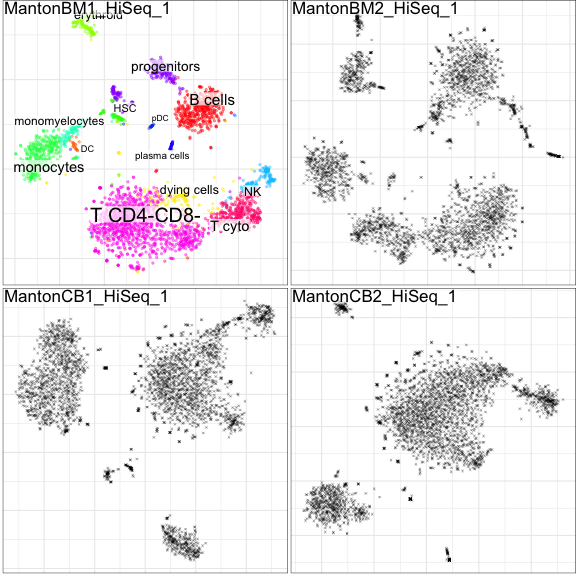 MantonBM1_HiSeq_1
erythroid
progenitors
B cells
HSC
pDC
monomyelocytes
DC
plasma cells
monocytes
dying cells
NK
T CD4-CD8-
T cyto
MantonBM2_HiSeq_1
MantonCB1_HiSeq_1
MantonCB2_HiSeq_1